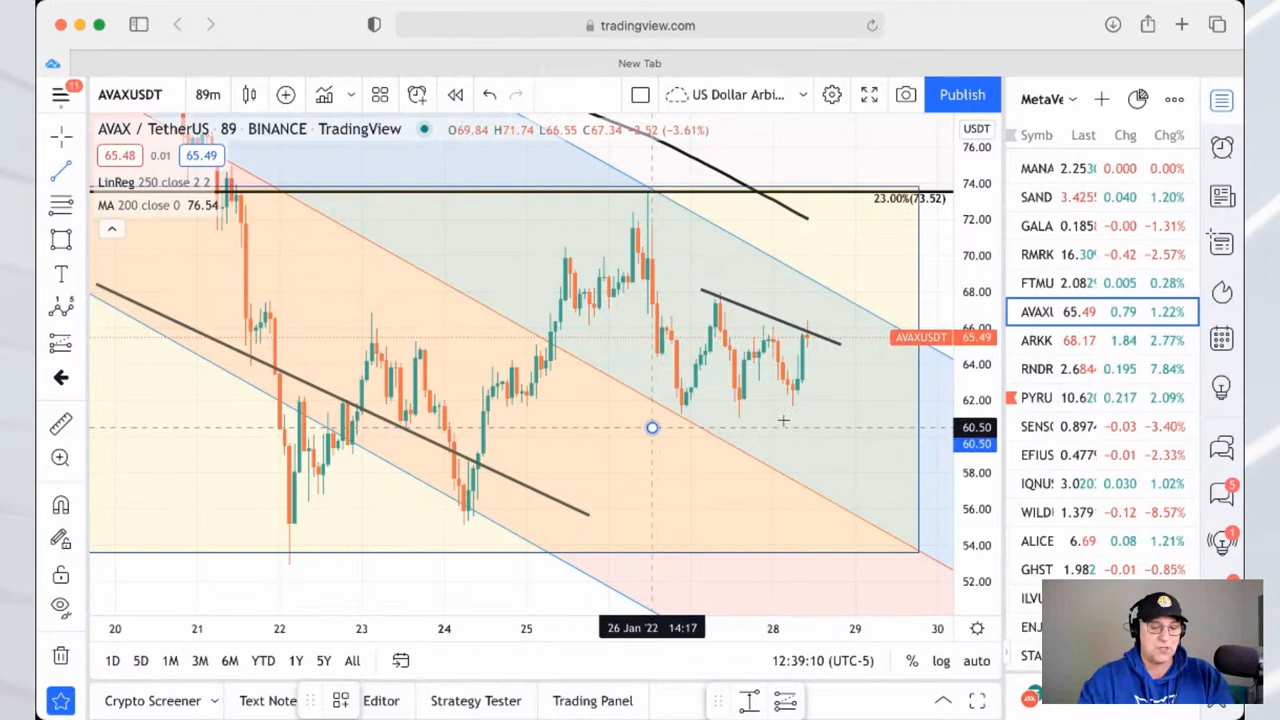 tradingview.com
New Tab
11
AVAXUSDT 89m US Dollar Arbi... Publish
MetaVe
AVAX / TetherUS · 89 · BINANCE · TradingView O69.84 H71.74 L66.55 C67.34 −2.52 (−3.61%)
USDT
Symb Last Chg Chg%
65.48 0.01 65.49
LinReg 250 close 2 2
MA 200 close 0 76.54
23.00%(73.52)
76.00
74.00
72.00
70.00
68.00
66.00
AVAXUSDT 65.49
64.00
62.00
60.50
60.50
58.00
56.00
54.00
52.00
MANA 2.253 0.000 0.00%
SAND 3.425 0.040 1.20%
GALA 0.185 -0.00 -1.31%
RMRK 16.30 -0.42 -2.57%
FTMU 2.082 0.005 0.28%
AVAXU 65.49 0.79 1.22%
ARKK 68.17 1.84 2.77%
RNDR 2.684 0.195 7.84%
PYRU 10.62 0.217 2.09%
SENSO 0.897 -0.03 -3.40%
EFIUS 0.477 -0.01 -2.33%
IQNUS 3.020 0.030 1.02%
WILD 1.379 -0.12 -8.57%
ALICE 6.69 0.08 1.21%
GHST 1.982 -0.01 -0.85%
ILVU
ENJ
STA
5
1
20 21 22 23 24 25 26 Jan '22 14:17 28 29 30
1D 5D 1M 3M 6M YTD 1Y 5Y All 12:39:10 (UTC-5) % log auto
Crypto Screener Text Note Editor Strategy Tester Trading Panel